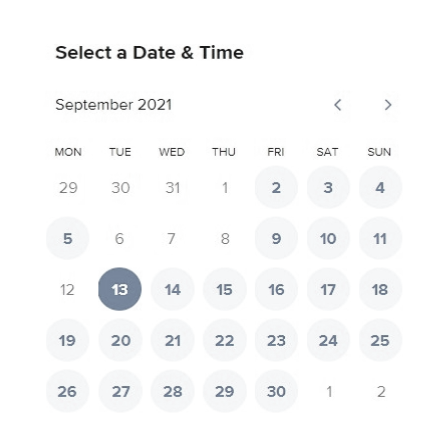 Select a Date & Time
September 2021
MON TUE WED THU FRI SAT SUN
29 30 31 1 2 3 4
5 6 7 8 9 10 11
12 13 14 15 16 17 18
19 20 21 22 23 24 25
26 27 28 29 30 1 2